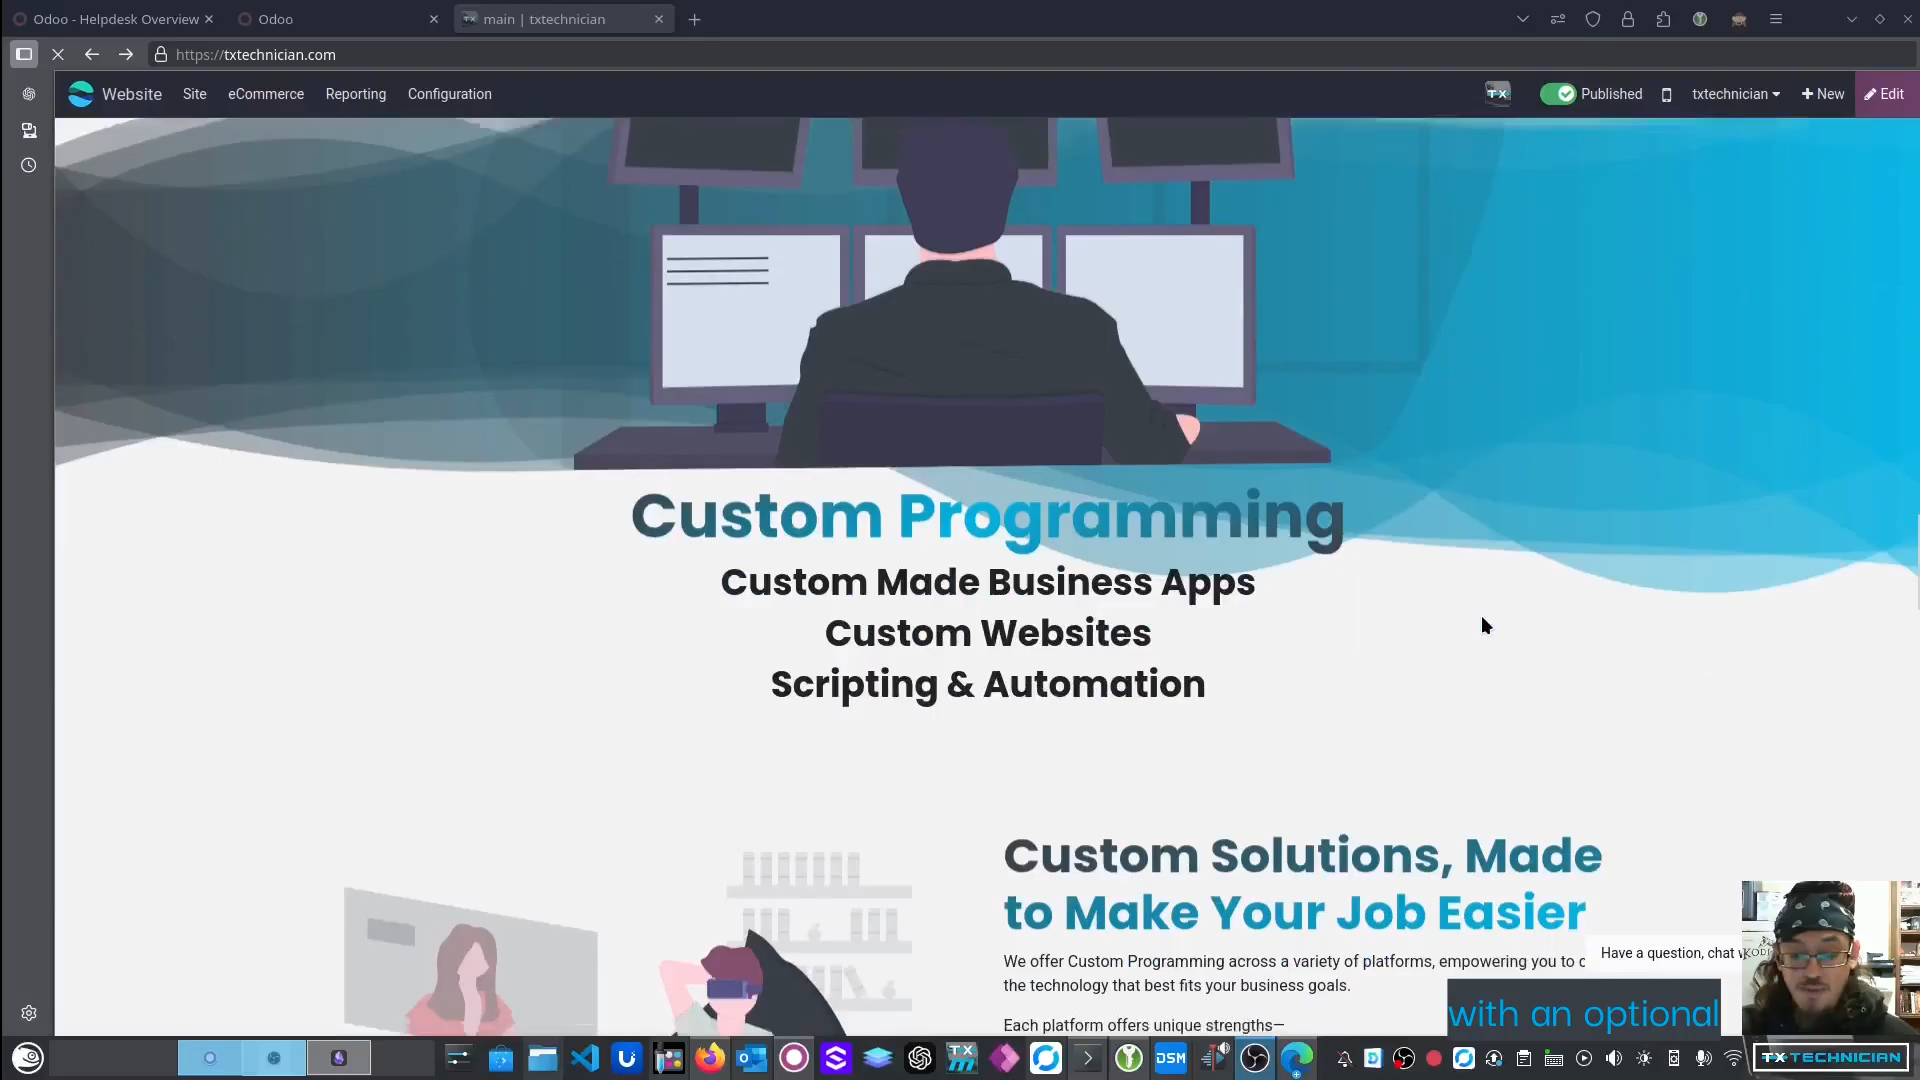 Odoo - Helpdesk Overview
Odoo
main | txtechnician
https://txtechnician.com
Website
Site
eCommerce
Reporting
Configuration
TX
Published
txtechnician
New
Edit
Custom Programming
Custom Made Business Apps
Custom Websites
Scripting & Automation
Custom Solutions, Made
to Make Your Job Easier
We offer Custom Programming across a variety of platforms, empowering you to c
the technology that best fits your business goals.
Each platform offers unique strengths—
Have a question, chat
with an optional
DSM
TX TECHNICIAN